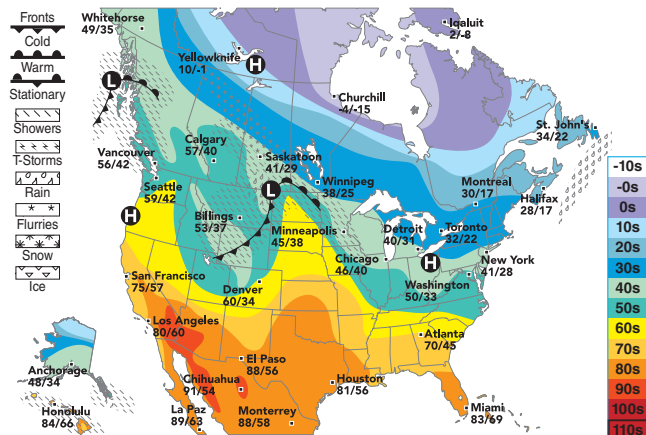 Fronts
Cold
Warm
Stationary
Showers
T-Storms
Rain
Flurries
Snow
Ice
Whitehorse
49/35
Iqaluit
2/-8
Yellowknife
10/-1
H
L
Churchill
-4/-15
St. John's
34/22
Calgary
57/40
Vancouver
56/42
Saskatoon
41/29
Seattle
59/42
L
Winnipeg
38/25
Montreal
30/17
Halifax
28/17
H
Billings
53/37
Minneapolis
45/38
Detroit
40/31
Toronto
32/22
H
Chicago
46/40
New York
41/28
San Francisco
75/57
Denver
60/34
Washington
50/33
Los Angeles
80/60
Atlanta
70/45
El Paso
88/56
Anchorage
48/34
Chihuahua
91/54
Houston
81/56
Honolulu
84/66
La Paz
89/63
Monterrey
88/58
Miami
83/69
-10s
-0s
0s
10s
20s
30s
40s
50s
60s
70s
80s
90s
100s
110s